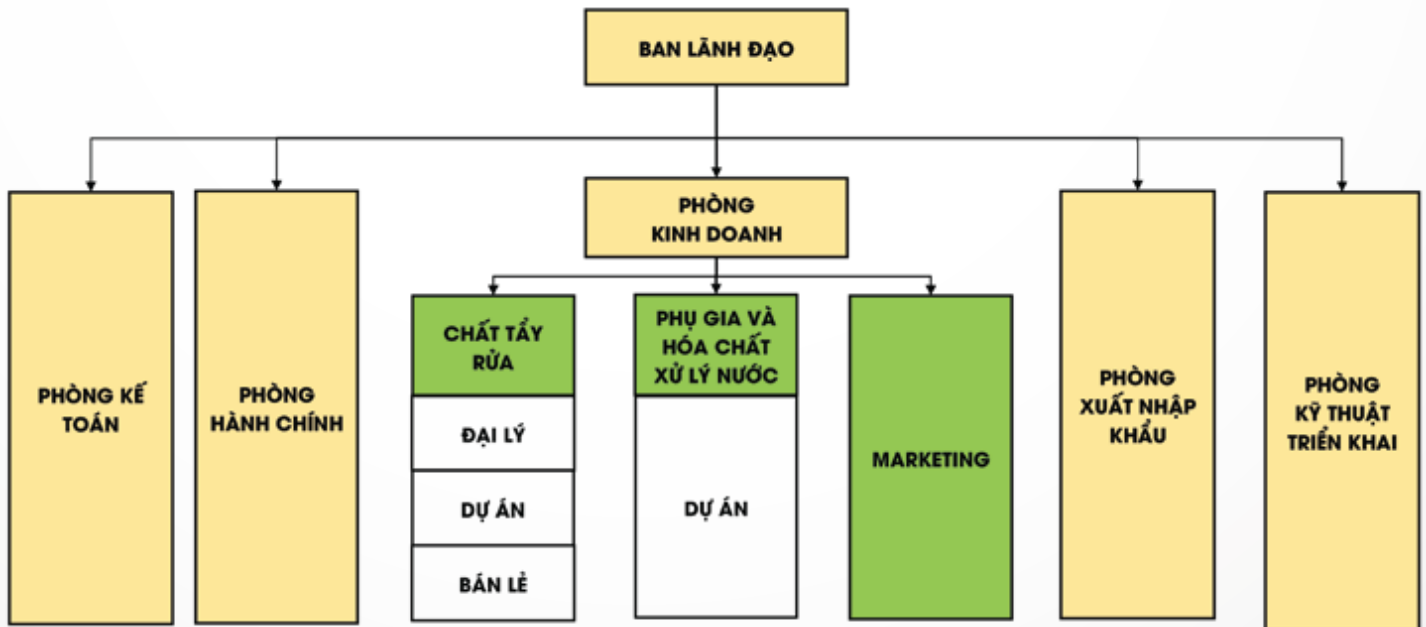 BAN LÃNH ĐẠO
PHÒNG
KINH DOANH
PHÒNG KẾ
TOÁN
PHÒNG
HÀNH CHÍNH
CHẤT TẨY
RỬA
ĐẠI LÝ
DỰ ÁN
BÁN LẺ
PHỤ GIA VÀ
HÓA CHẤT
XỬ LÝ NƯỚC
DỰ ÁN
MARKETING
PHÒNG
XUẤT NHẬP
KHẨU
PHÒNG
KỸ THUẬT
TRIỂN KHAI